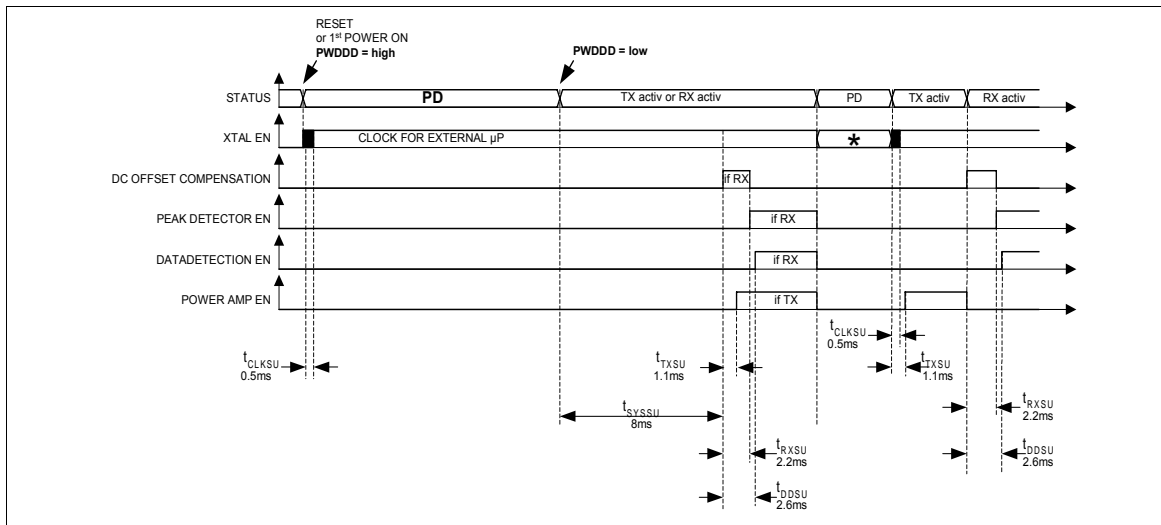 RESET
or 1st POWER ON
PWDDD = high
PWDDD = low
STATUS
PD
TX activ or RX activ
PD
TX activ
RX activ
XTAL EN
CLOCK FOR EXTERNAL µP
*
DC OFFSET COMPENSATION
if RX
PEAK DETECTOR EN
if RX
DATADETECTION EN
if RX
POWER AMP EN
if TX
tCLKSU
0.5ms
tTXSU
1.1ms
tCLKSU
0.5ms
tTXSU
1.1ms
tSYSSU
8ms
tRXSU
2.2ms
tRXSU
2.2ms
tDDSU
2.6ms
tDDSU
2.6ms